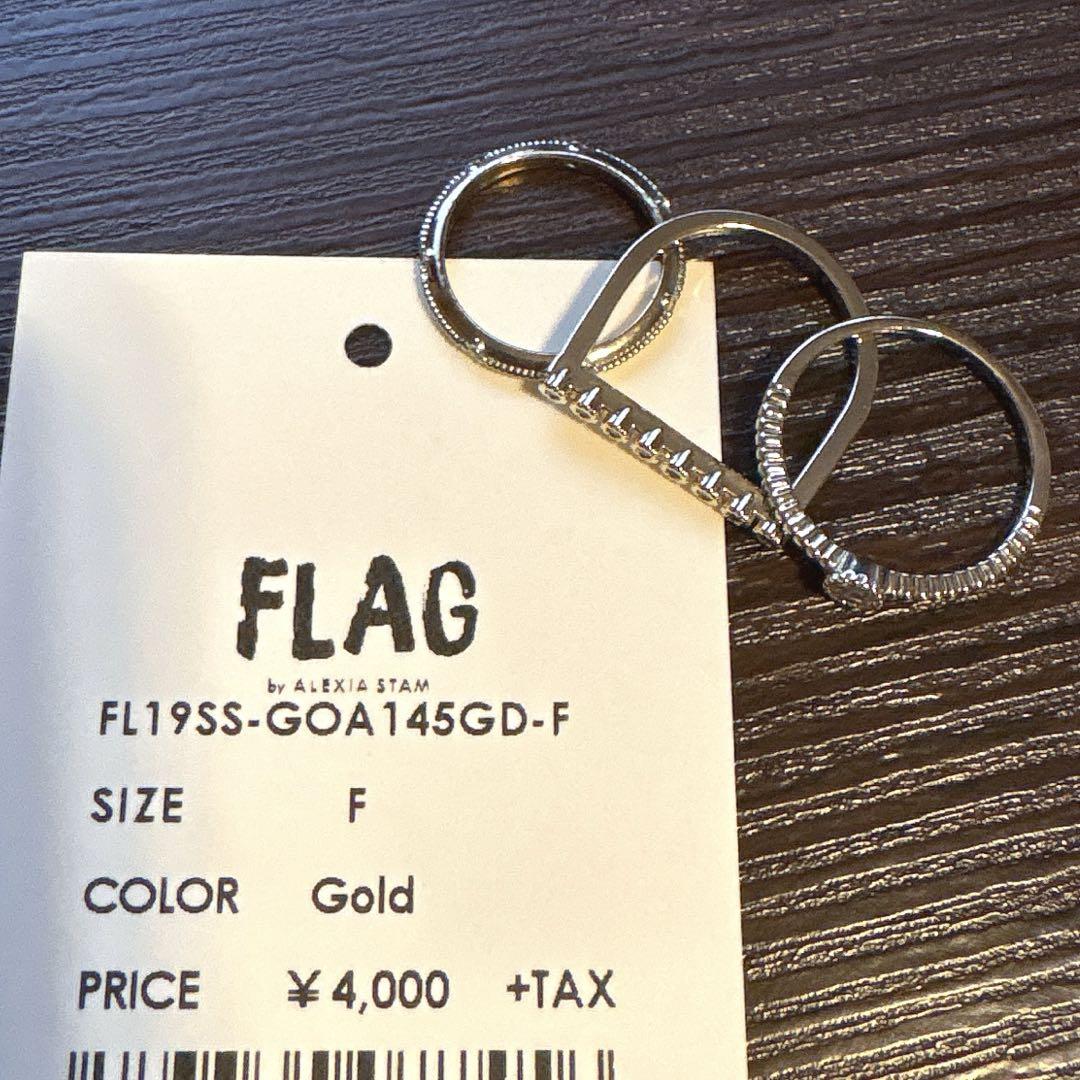 FLAG
by ALEXIA STAM
FL19SS-GOA145GD-F
SIZE F
COLOR Gold
PRICE ¥4,000 +TAX